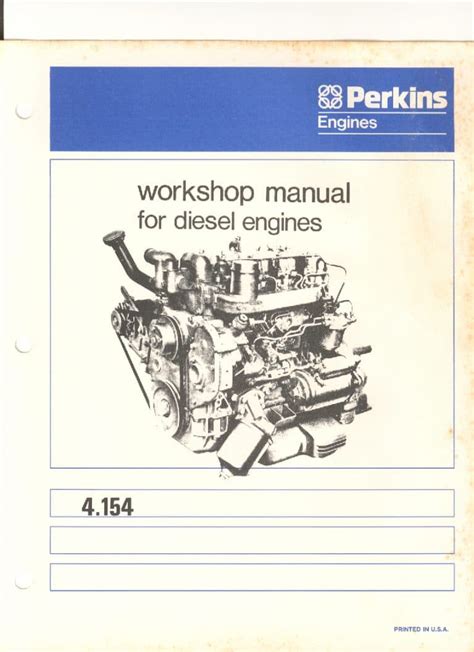 Perkins
Engines
workshop manual
for diesel engines
4.154
PRINTED IN U.S.A.